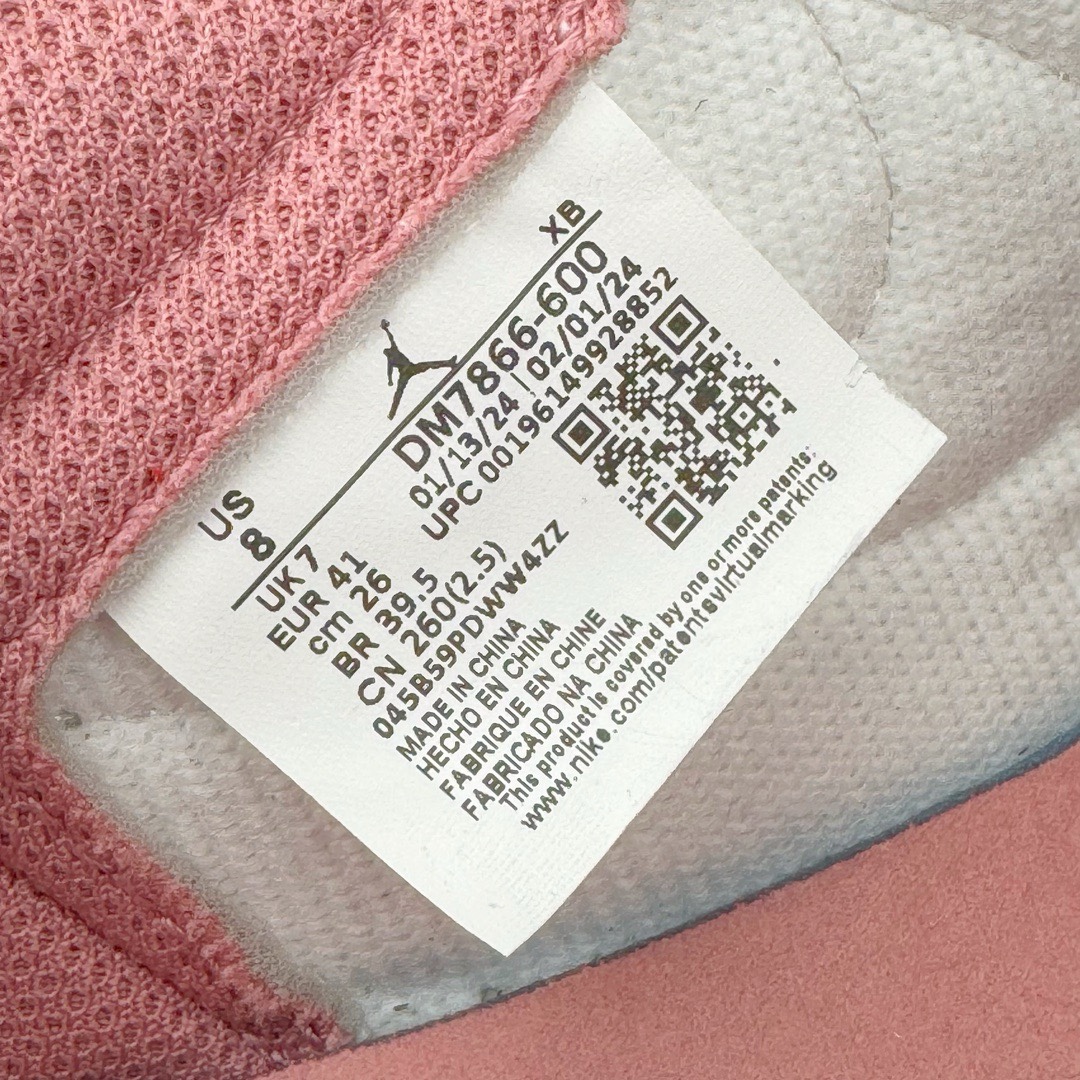 US
8
XB
UK 7
EUR 41
cm 26
BR 39.5
CN 260(2.5)
045B59PDWW4ZZ
DM7866-600
01/13/24 | 02/01/24
UPC 00196149928852
MADE IN CHINA
HECHO EN CHINA
FABRIQUE EN CHINE
FABRICADO NA CHINA
This product is covered by one or more patents:
www.nike.com/patentsvirtualmarking